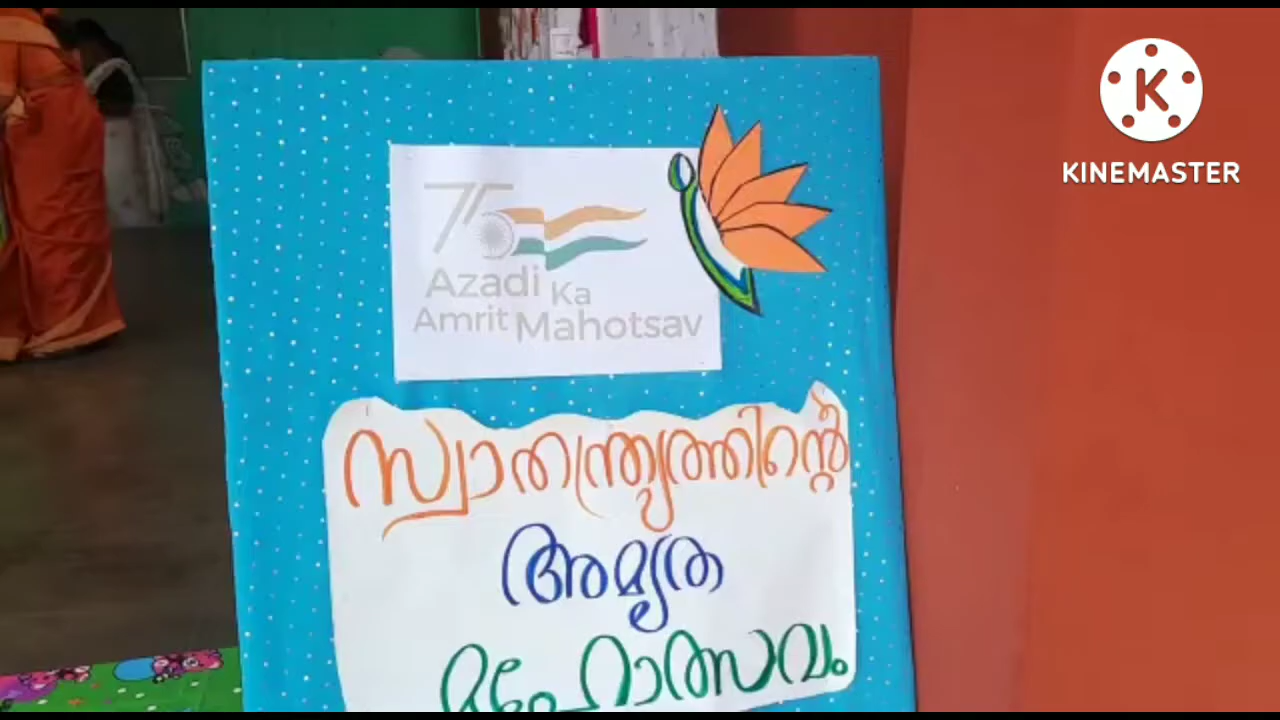 75
Azadi Ka
Amrit Mahotsav
സ്വാതന്ത്ര്യത്തിന്റെ
അമൃത
മഹോത്സവം
K
KINEMASTER